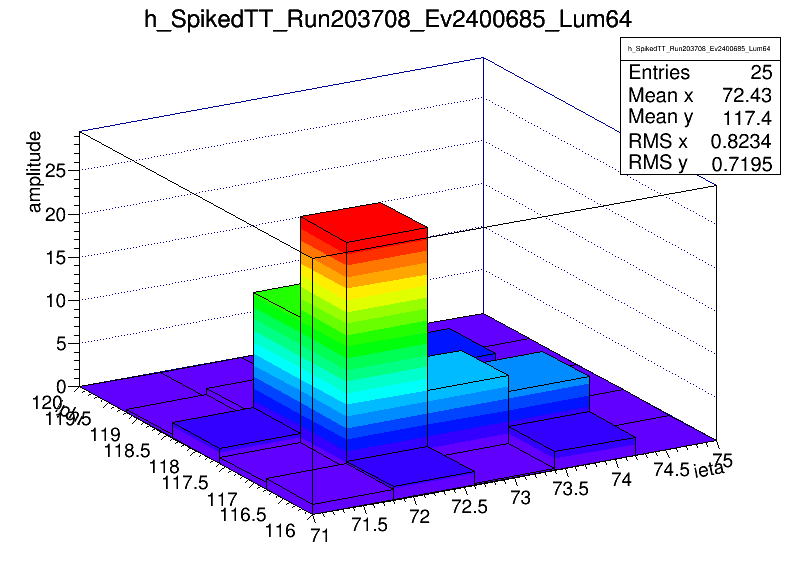 h_SpikedTT_Run203708_Ev2400685_Lum64
h_SpikedTT_Run203708_Ev2400685_Lum64
Entries 25
Mean x 72.43
Mean y 117.4
RMS x 0.8234
RMS y 0.7195
amplitude
25
20
15
10
5
0
120
119.5
119
118.5
118
117.5
117
116.5
116
71
71.5
72
72.5
73
73.5
74
74.5
75
ieta